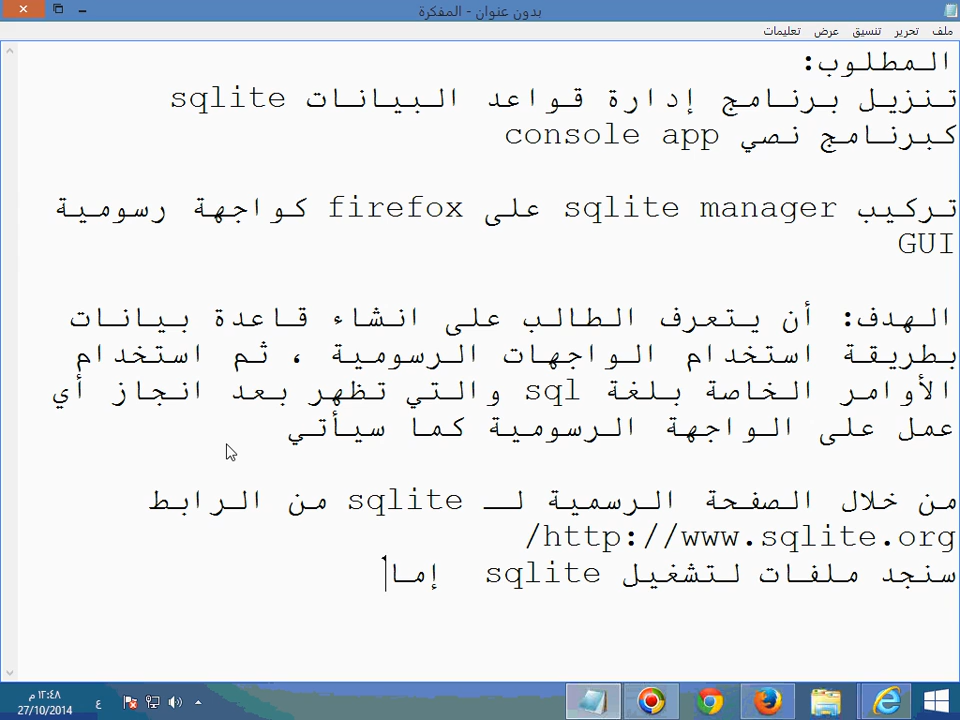 بدون عنوان - المفكرة
ملف تحرير تنسيق عرض تعليمات
المطلوب:
تنزيل برنامج إدارة قواعد البيانات sqlite
كبرنامج نصي console app
تركيب sqlite manager على firefox كواجهة رسومية
GUI
الهدف: أن يتعرف الطالب على انشاء قاعدة بيانات
بطريقة استخدام الواجهات الرسومية ، ثم استخدام
الأوامر الخاصة بلغة sql والتي تظهر بعد انجاز أي
عمل على الواجهة الرسومية كما سيأتي
من خلال الصفحة الرسمية لــ sqlite من الرابط
http://www.sqlite.org/
سنجد ملفات لتشغيل sqlite إما
ع
١٢:٤٨ م
27/10/2014